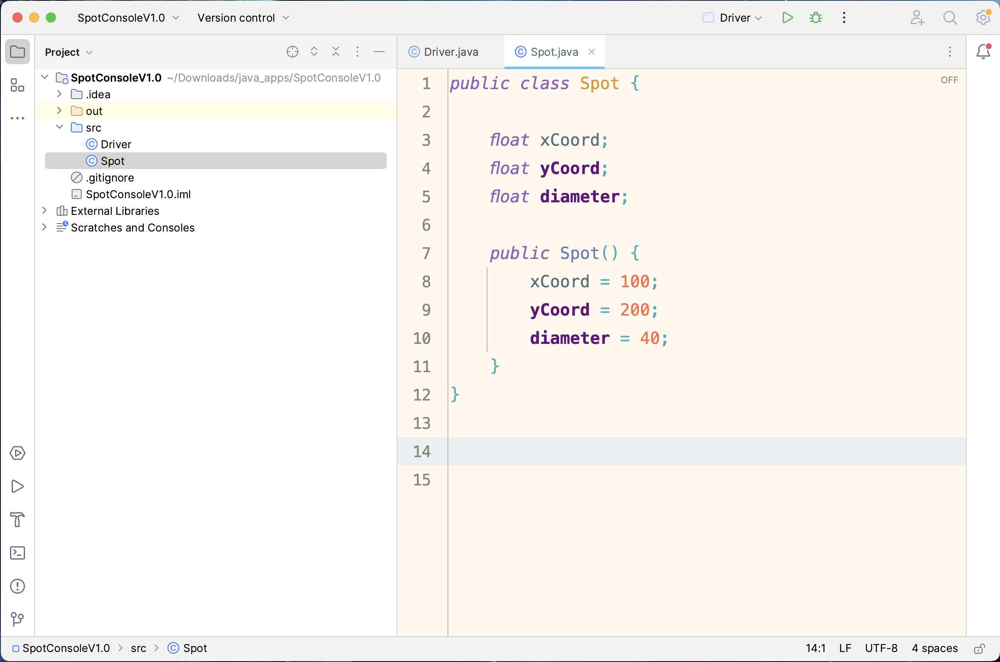 SpotConsoleV1.0 Version control Driver
Project
SpotConsoleV1.0 ~/Downloads/java_apps/SpotConsoleV1.0
.idea
out
src
Driver
Spot
.gitignore
SpotConsoleV1.0.iml
External Libraries
Scratches and Consoles
Driver.java Spot.java
OFF
1 public class Spot {
2
3 float xCoord;
4 float yCoord;
5 float diameter;
6
7 public Spot() {
8 xCoord = 100;
9 yCoord = 200;
10 diameter = 40;
11 }
12 }
13
14
15
SpotConsoleV1.0 > src > Spot 14:1 LF UTF-8 4 spaces